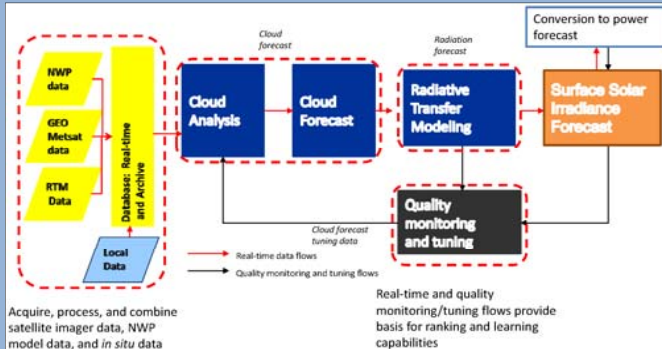 Cloud
forecast
Radiation
forecast
Conversion to power
forecast
NWP
data
GEO
Metsat
data
RTM
Data
Database: Real-time
and Archive
Local
Data
Cloud
Analysis
Cloud
Forecast
Radiative
Transfer
Modeling
Surface Solar
Irradiance
Forecast
Quality
monitoring
and tuning
Cloud forecast
tuning data
Real-time data flows
Quality monitoring and tuning flows
Acquire, process, and combine
satellite imager data, NWP
model data, and in situ data
Real-time and quality
monitoring/tuning flows provide
basis for ranking and learning
capabilities